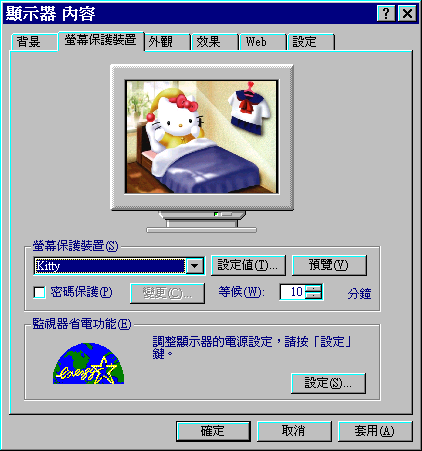 顯示器 內容
背景 螢幕保護裝置 外觀 效果 Web 設定
螢幕保護裝置(S)
Kitty 設定值(T)... 預覽(V)
密碼保護(P) 變更(C)... 等候(W): 10 分鐘
監視器省電功能(E)
energy
調整顯示器的電源設定，請按「設定」
鍵。
設定(S)...
確定 取消 套用(A)